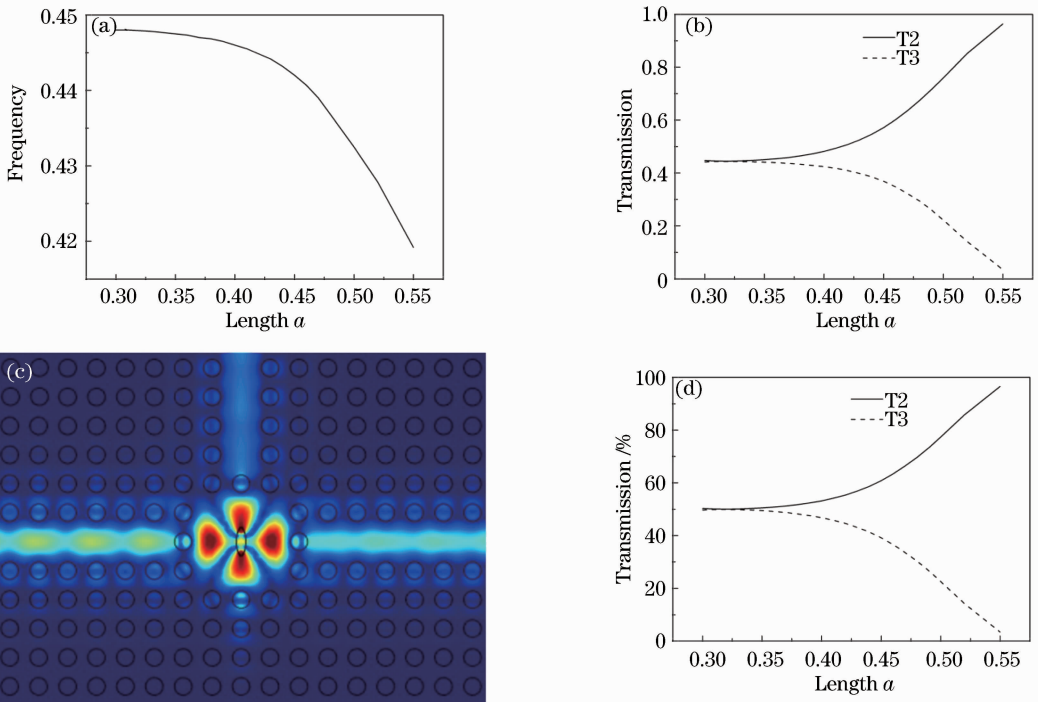 (a)
0.45
0.44
0.43
0.42
Frequency
0.30 0.35 0.40 0.45 0.50 0.55
Length a
(b)
1.0
0.8
0.6
0.4
0.2
0
Transmission
T2
T3
0.30 0.35 0.40 0.45 0.50 0.55
Length a
(c)
(d)
100
80
60
40
20
0
Transmission /%
T2
T3
0.30 0.35 0.40 0.45 0.50 0.55
Length a